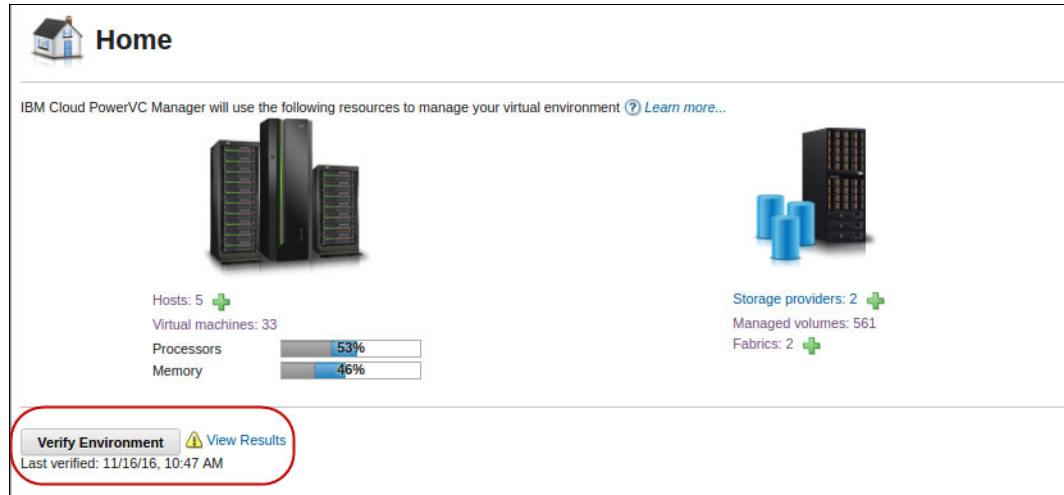 Home
IBM Cloud PowerVC Manager will use the following resources to manage your virtual environment ? Learn more...
Hosts: 5
Virtual machines: 33
Processors 53%
Memory 46%
Storage providers: 2
Managed volumes: 561
Fabrics: 2
Verify Environment View Results
Last verified: 11/16/16, 10:47 AM